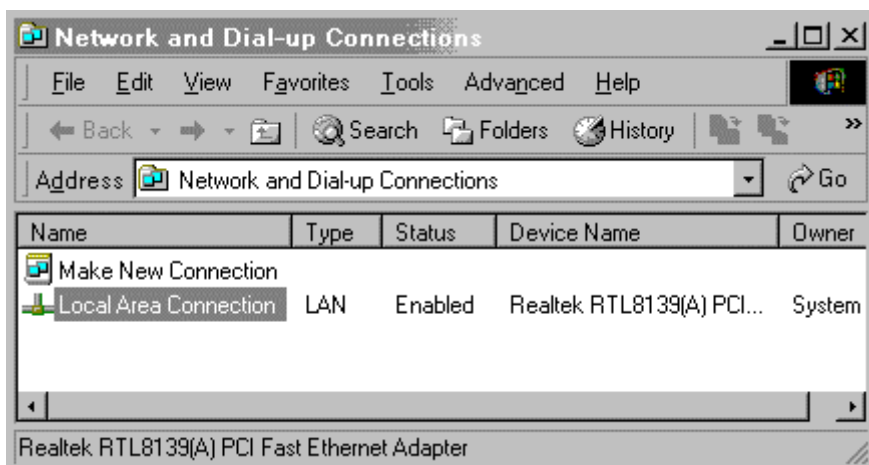 Network and Dial-up Connections
File Edit View Favorites Tools Advanced Help
Back Search Folders History »
Address Network and Dial-up Connections Go
Name Type Status Device Name Owner
Make New Connection
Local Area Connection LAN Enabled Realtek RTL8139(A) PCI... System
Realtek RTL8139(A) PCI Fast Ethernet Adapter